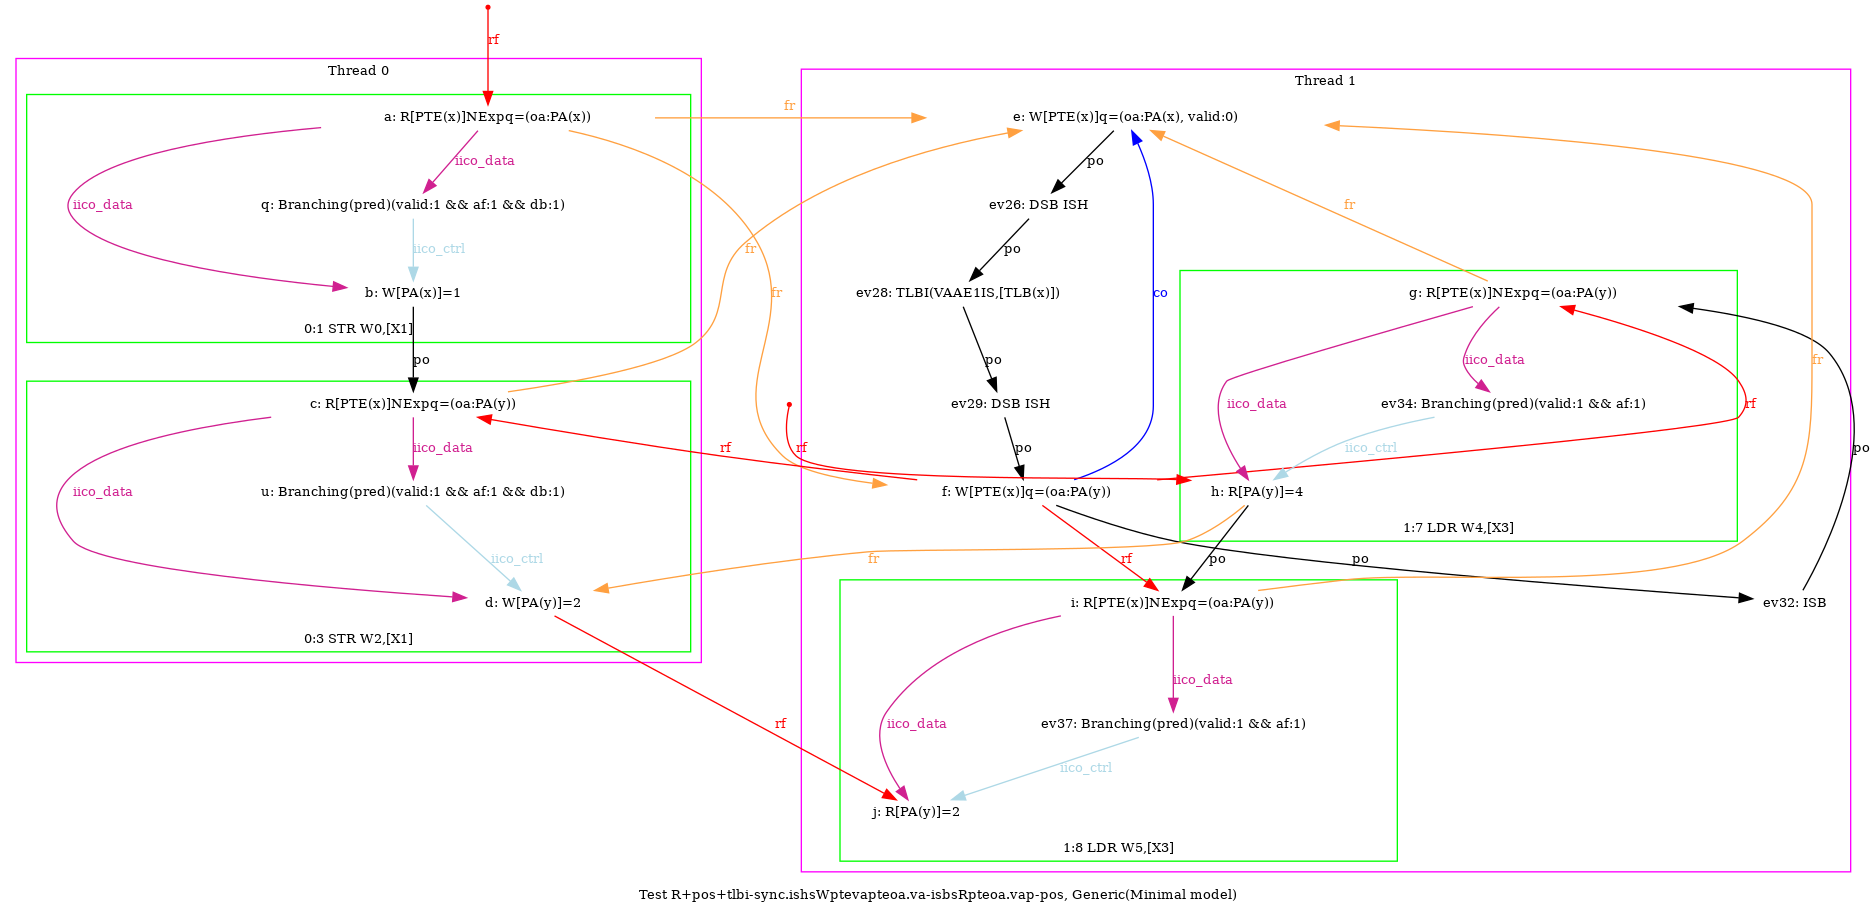 rf
Thread 0
Thread 1
a: R[PTE(x)]NExpq=(oa:PA(x))
fr
e: W[PTE(x)]q=(oa:PA(x), valid:0)
iico_data
po
iico_data
q: Branching(pred)(valid:1 && af:1 && db:1)
ev26: DSB ISH
fr
iico_ctrl
fr
po
b: W[PA(x)]=1
fr
ev28: TLBI(VAAE1IS,[TLB(x)])
co
g: R[PTE(x)]NExpq=(oa:PA(y))
0:1 STR W0,[X1]
po
po
iico_data
fr
c: R[PTE(x)]NExpq=(oa:PA(y))
ev29: DSB ISH
iico_data
ev34: Branching(pred)(valid:1 && af:1)
rf
iico_data
rf
rf
po
iico_ctrl
po
iico_data
u: Branching(pred)(valid:1 && af:1 && db:1)
f: W[PTE(x)]q=(oa:PA(y))
h: R[PA(y)]=4
1:7 LDR W4,[X3]
iico_ctrl
fr
rf
po
po
d: W[PA(y)]=2
i: R[PTE(x)]NExpq=(oa:PA(y))
ev32: ISB
0:3 STR W2,[X1]
iico_data
rf
iico_data
ev37: Branching(pred)(valid:1 && af:1)
iico_ctrl
j: R[PA(y)]=2
1:8 LDR W5,[X3]
Test R+pos+tlbi-sync.ishsWptevapteoa.va-isbsRpteoa.vap-pos, Generic(Minimal model)